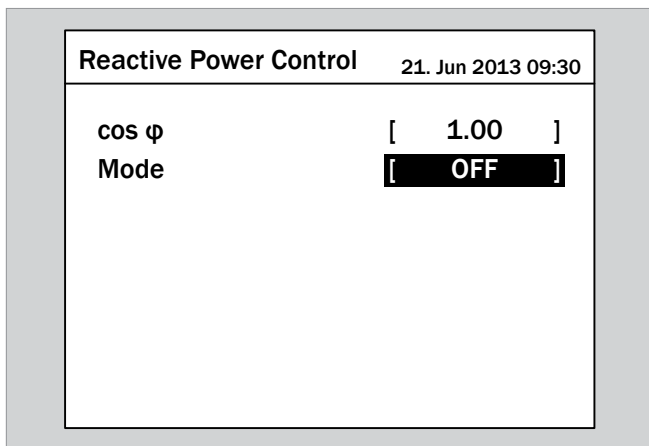 Reactive Power Control 21. Jun 2013 09:30
cos φ [ 1.00 ]
Mode [ OFF ]